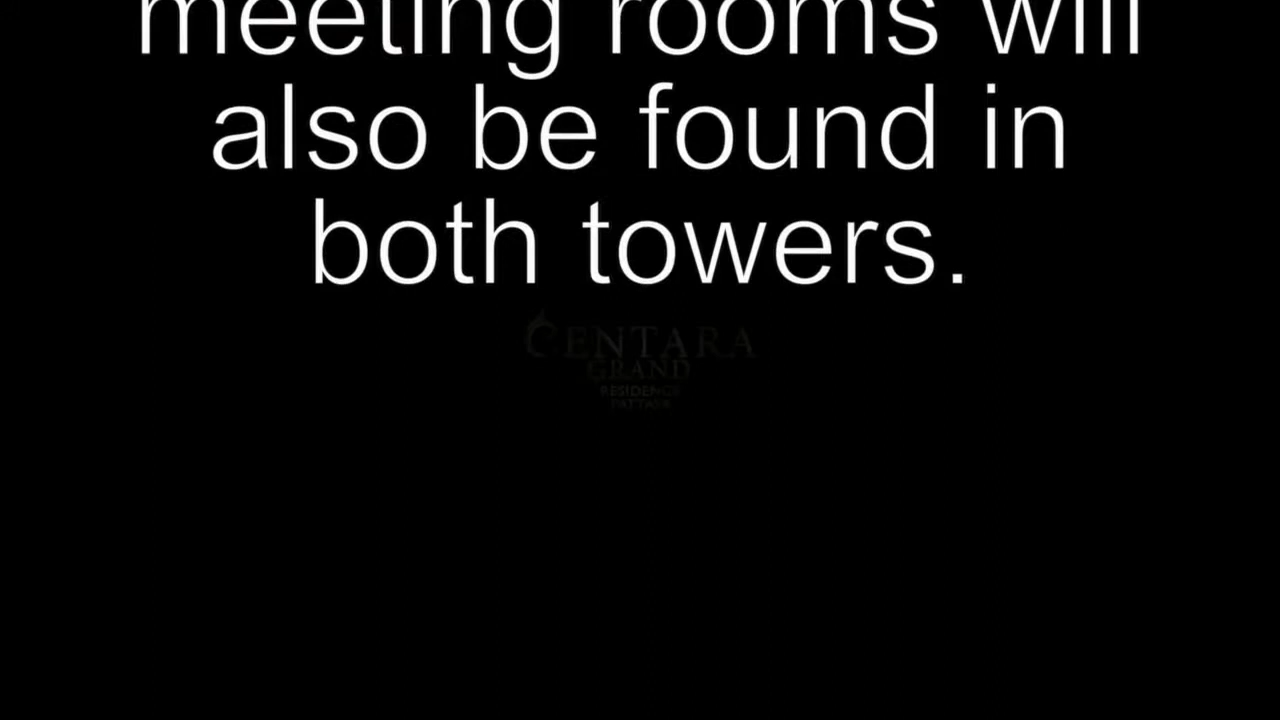 meeting rooms will
also be found in
both towers.
CENTARA
GRAND
RESIDENCE
PATTAYA